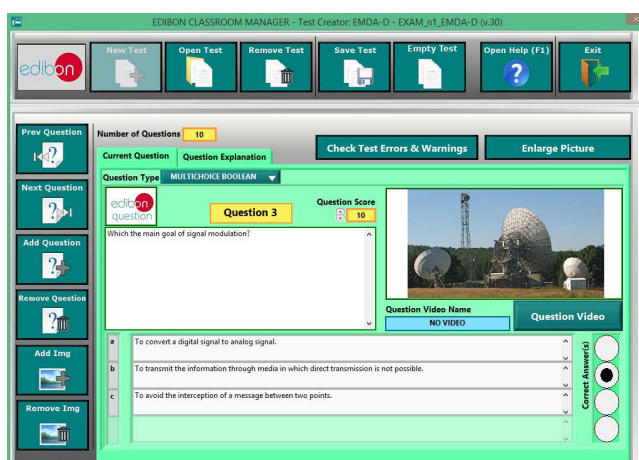 EDIBON CLASSROOM MANAGER - Test Creator: EMDA-D - EXAM_n1_EMDA-D (v.30)
edibon
New Test
Open Test
Remove Test
Save Test
Empty Test
Open Help (F1)
Exit
Prev Question
Next Question
Add Question
Remove Question
Add Img
Remove Img
Number of Questions 10
Check Test Errors & Warnings
Enlarge Picture
Current Question
Question Explanation
Question Type MULTICHOICE BOOLEAN
edibon
question
Question 3
Question Score
10
Which the main goal of signal modulation?
Question Video Name
NO VIDEO
Question Video
a To convert a digital signal to analog signal.
b To transmit the information through media in which direct transmission is not possible.
c To avoid the interception of a message between two points.
Correct Answer(s)